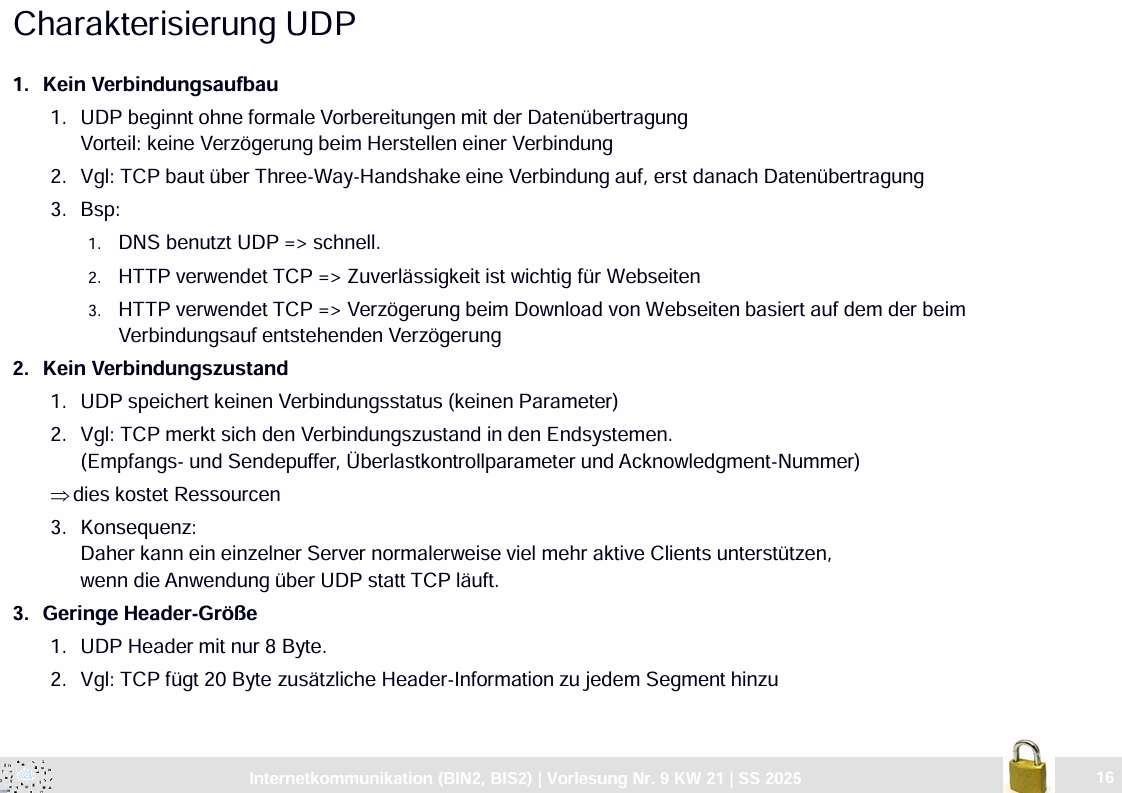 Charakterisierung UDP
1. Kein Verbindungsaufbau
1. UDP beginnt ohne formale Vorbereitungen mit der Datenübertragung
Vorteil: keine Verzögerung beim Herstellen einer Verbindung
2. Vgl: TCP baut über Three-Way-Handshake eine Verbindung auf, erst danach Datenübertragung
3. Bsp:
1. DNS benutzt UDP => schnell.
2. HTTP verwendet TCP => Zuverlässigkeit ist wichtig für Webseiten
3. HTTP verwendet TCP => Verzögerung beim Download von Webseiten basiert auf dem der beim
Verbindungsauf entstehenden Verzögerung
2. Kein Verbindungszustand
1. UDP speichert keinen Verbindungsstatus (keinen Parameter)
2. Vgl: TCP merkt sich den Verbindungszustand in den Endsystemen.
(Empfangs- und Sendepuffer, Überlastkontrollparameter und Acknowledgment-Nummer)
⇒ dies kostet Ressourcen
3. Konsequenz:
Daher kann ein einzelner Server normalerweise viel mehr aktive Clients unterstützen,
wenn die Anwendung über UDP statt TCP läuft.
3. Geringe Header-Größe
1. UDP Header mit nur 8 Byte.
2. Vgl: TCP fügt 20 Byte zusätzliche Header-Information zu jedem Segment hinzu
Internetkommunikation (BIN2, BIS2) | Vorlesung Nr. 9 KW 21 | SS 2025
16